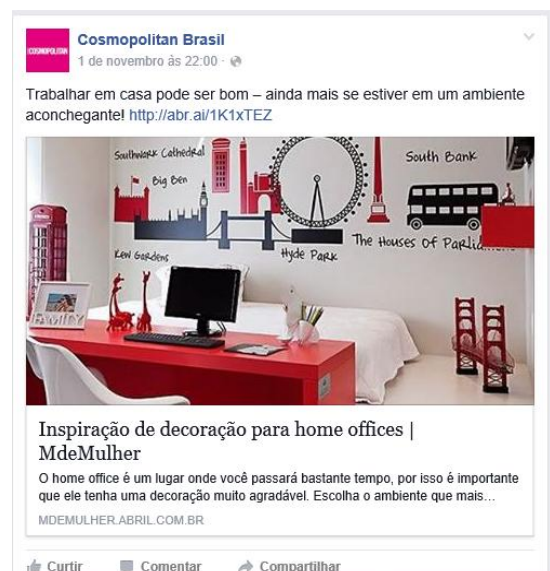 COSMOPOLITAN
Cosmopolitan Brasil
1 de novembro às 22:00 ·
Trabalhar em casa pode ser bom – ainda mais se estiver em um ambiente
aconchegante! http://abr.ai/1K1xTEZ
Southwark Cathedral
South Bank
Big Ben
Kew Gardens
Hyde Park
The Houses of Parliam
FAMILY
Inspiração de decoração para home offices |
MdeMulher
O home office é um lugar onde você passará bastante tempo, por isso é importante
que ele tenha uma decoração muito agradável. Escolha o ambiente que mais...
MDEMULHER.ABRIL.COM.BR
Curtir Comentar Compartilhar